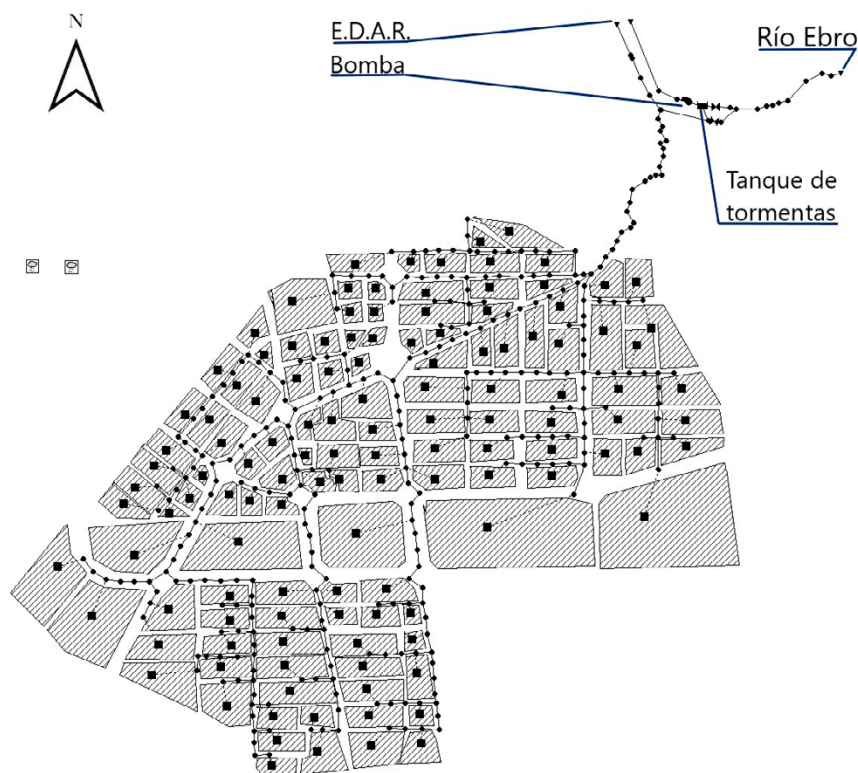 N
E.D.A.R.
Bomba
Río Ebro
Tanque de
tormentas